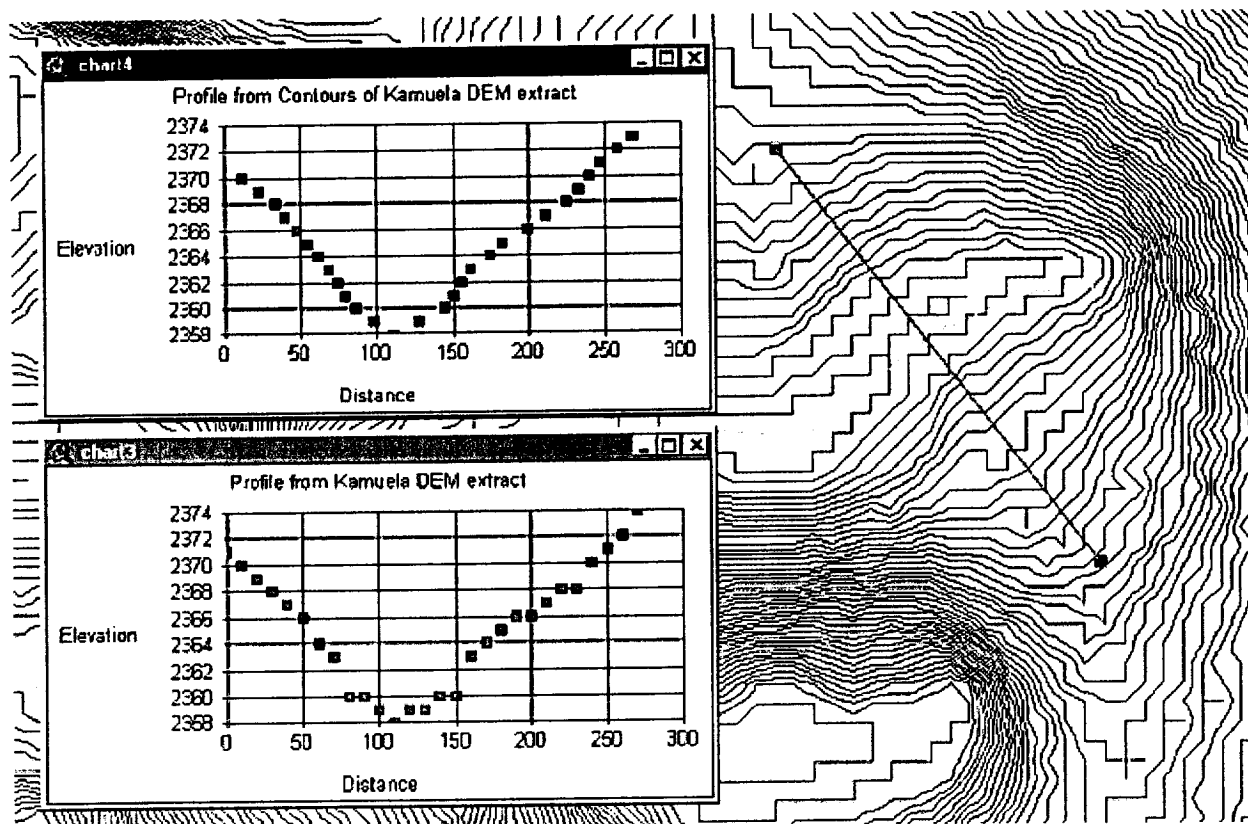 chart4
Profile from Contours of Kamuela DEM extract
2374
2372
2370
2368
2366
2364
2362
2360
2358
Elevation
0 50 100 150 200 250 300
Distance
chart3
Profile from Kamuela DEM extract
2374
2372
2370
2368
2366
2364
2362
2360
2358
Elevation
0 50 100 150 200 250 300
Distance